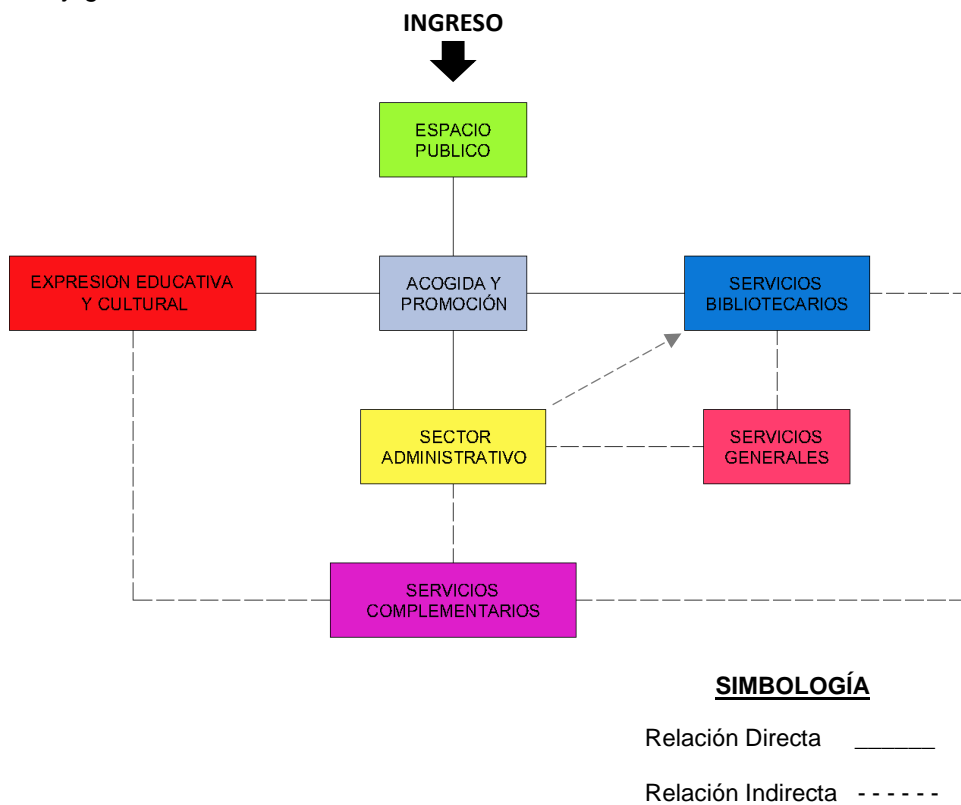 INGRESO
ESPACIO
PUBLICO
EXPRESION EDUCATIVA
Y CULTURAL
ACOGIDA Y
PROMOCIÓN
SERVICIOS
BIBLIOTECARIOS
SECTOR
ADMINISTRATIVO
SERVICIOS
GENERALES
SERVICIOS
COMPLEMENTARIOS
SIMBOLOGÍA
Relación Directa ______
Relación Indirecta - - - - - -